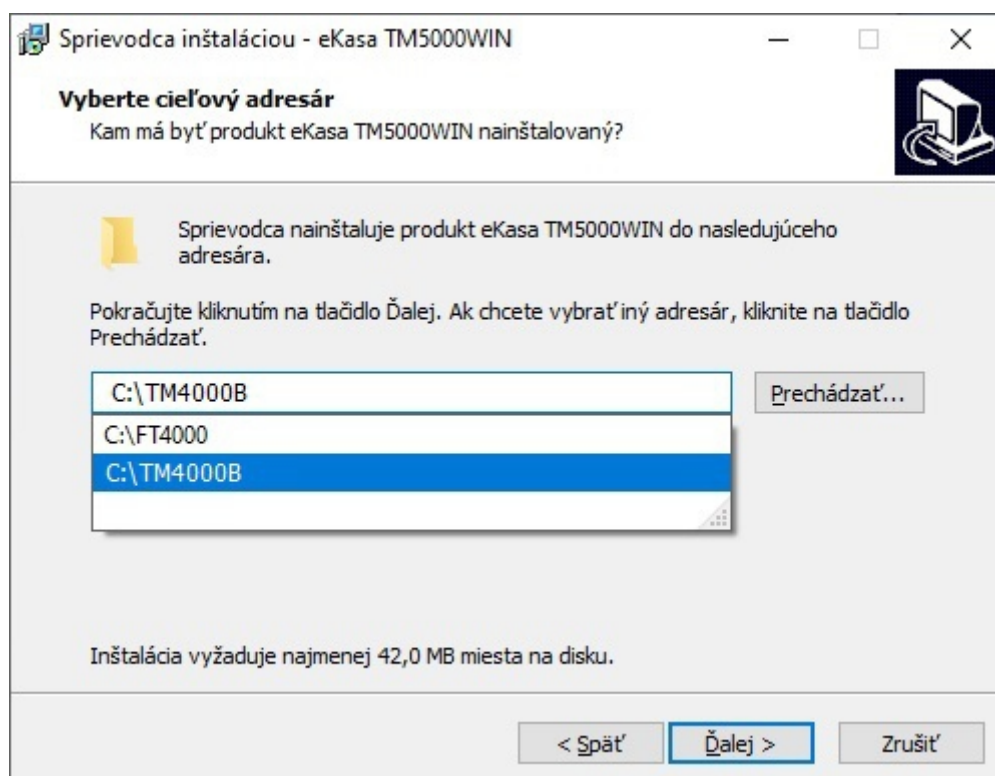 Sprievodca inštaláciou - eKasa TM5000WIN
Vyberte cieľový adresár
Kam má byť produkt eKasa TM5000WIN nainštalovaný?
Sprievodca nainštaluje produkt eKasa TM5000WIN do nasledujúceho
adresára.
Pokračujte kliknutím na tlačidlo Ďalej. Ak chcete vybrať iný adresár, kliknite na tlačidlo
Prechádzať.
C:\TM4000B
Prechádzať...
C:\FT4000
C:\TM4000B
Inštalácia vyžaduje najmenej 42,0 MB miesta na disku.
< Späť
Ďalej >
Zrušiť